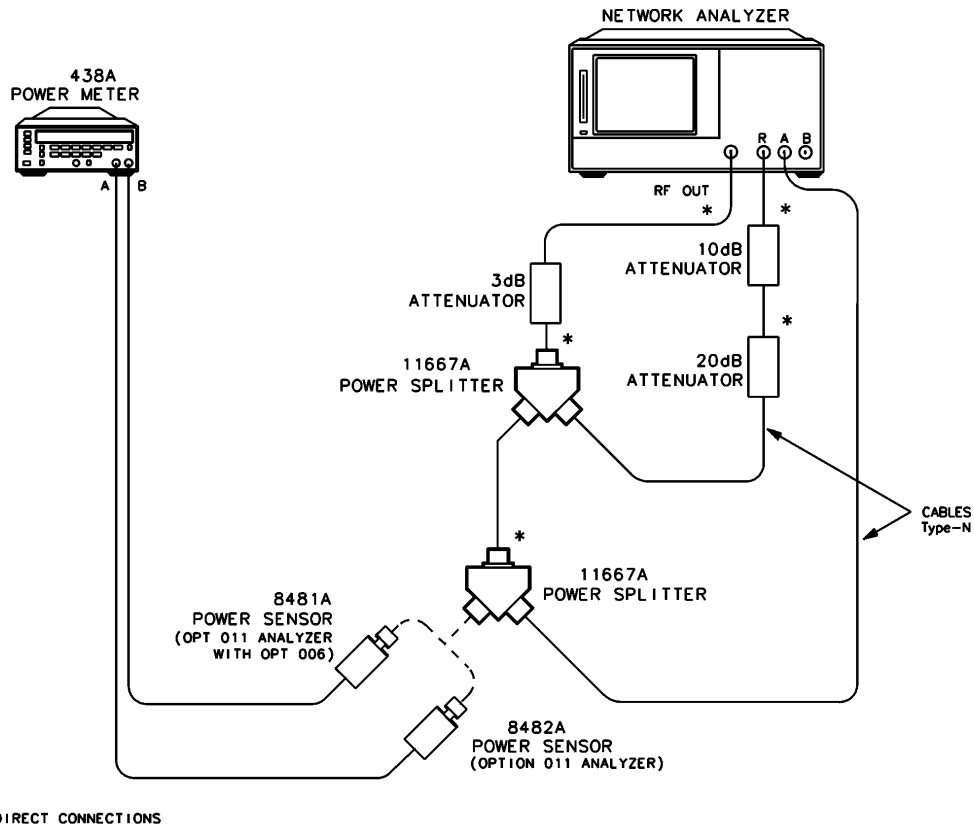 NETWORK ANALYZER
438A
POWER METER
A B
R A B
RF OUT
*
*
10dB
ATTENUATOR
3dB
ATTENUATOR
*
*
20dB
ATTENUATOR
11667A
POWER SPLITTER
CABLES
Type-N
*
11667A
POWER SPLITTER
8481A
POWER SENSOR
(OPT 011 ANALYZER
WITH OPT 006)
8482A
POWER SENSOR
(OPTION 011 ANALYZER)
DIRECT CONNECTIONS